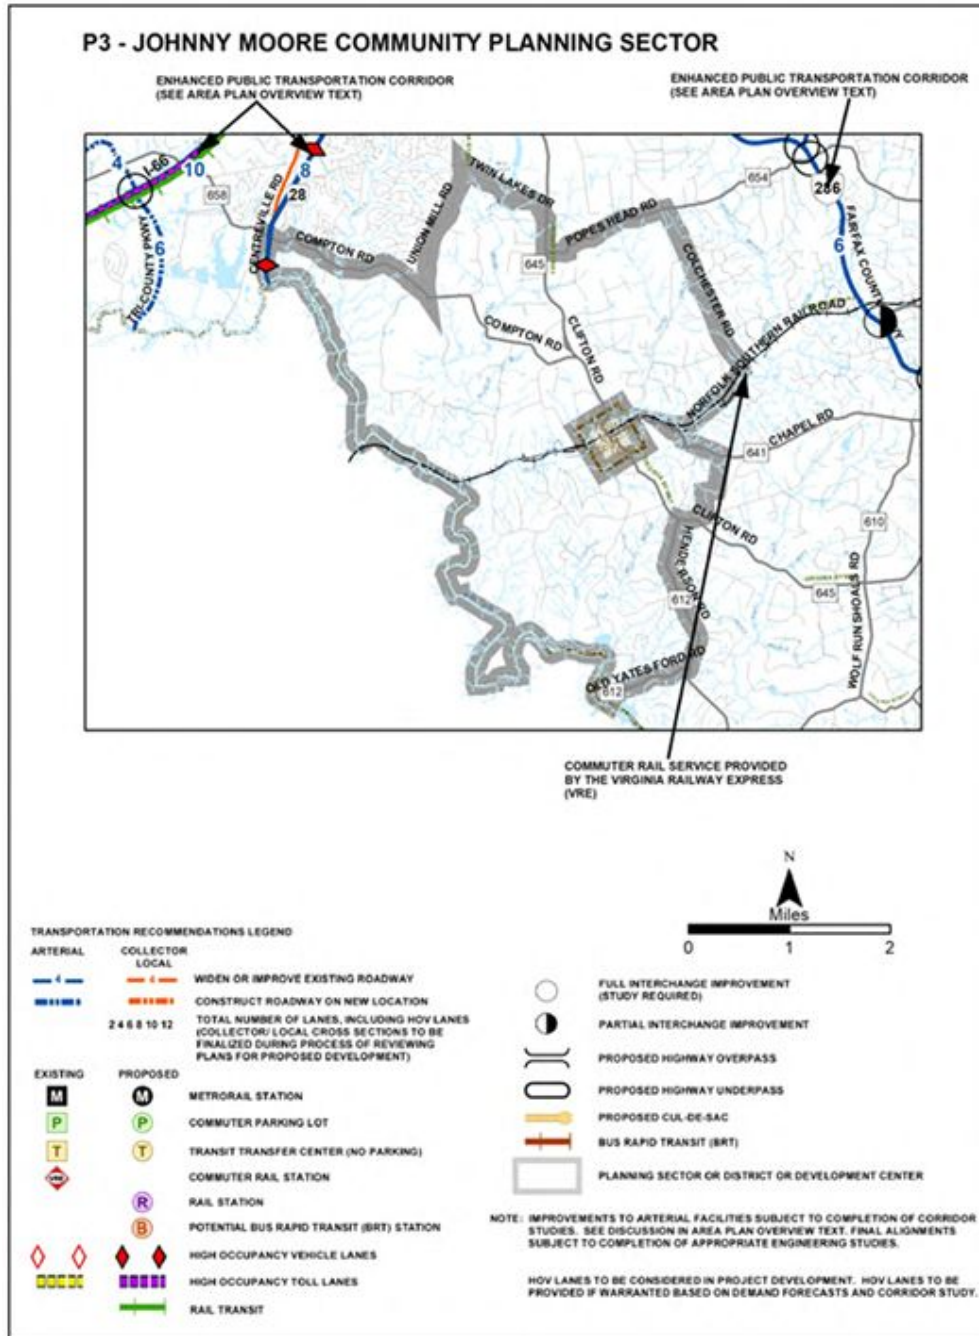 P3 - JOHNNY MOORE COMMUNITY PLANNING SECTOR
ENHANCED PUBLIC TRANSPORTATION CORRIDOR
(SEE AREA PLAN OVERVIEW TEXT)
ENHANCED PUBLIC TRANSPORTATION CORRIDOR
(SEE AREA PLAN OVERVIEW TEXT)
4
I-66
10
8
28
658
CENTREVILLE RD
6
TRI-COUNTY PKWY
COMPTON RD
UNION MILL RD
TWIN LAKES DR
POPES HEAD RD
654
286
645
COLCHESTER RD
6
FAIRFAX COUNTY
COMPTON RD
CLIFTON RD
NORFOLK SOUTHERN RAILROAD
CHAPEL RD
641
CLIFTON RD
610
HENDERSON RD
612
645
WOLF RUN SHOALS RD
OLD YATES FORD RD
612
COMMUTER RAIL SERVICE PROVIDED
BY THE VIRGINIA RAILWAY EXPRESS
(VRE)
N
Miles
0 1 2
TRANSPORTATION RECOMMENDATIONS LEGEND
ARTERIAL
COLLECTOR
LOCAL
4
4
WIDEN OR IMPROVE EXISTING ROADWAY
CONSTRUCT ROADWAY ON NEW LOCATION
2 4 6 8 10 12
TOTAL NUMBER OF LANES, INCLUDING HOV LANES
(COLLECTOR/ LOCAL CROSS SECTIONS TO BE
FINALIZED DURING PROCESS OF REVIEWING
PLANS FOR PROPOSED DEVELOPMENT)
EXISTING PROPOSED
M M METRORAIL STATION
P P COMMUTER PARKING LOT
T T TRANSIT TRANSFER CENTER (NO PARKING)
VRE COMMUTER RAIL STATION
R RAIL STATION
B POTENTIAL BUS RAPID TRANSIT (BRT) STATION
HIGH OCCUPANCY VEHICLE LANES
HIGH OCCUPANCY TOLL LANES
RAIL TRANSIT
FULL INTERCHANGE IMPROVEMENT
(STUDY REQUIRED)
PARTIAL INTERCHANGE IMPROVEMENT
PROPOSED HIGHWAY OVERPASS
PROPOSED HIGHWAY UNDERPASS
PROPOSED CUL-DE-SAC
BUS RAPID TRANSIT (BRT)
PLANNING SECTOR OR DISTRICT OR DEVELOPMENT CENTER
NOTE: IMPROVEMENTS TO ARTERIAL FACILITIES SUBJECT TO COMPLETION OF CORRIDOR
STUDIES. SEE DISCUSSION IN AREA PLAN OVERVIEW TEXT. FINAL ALIGNMENTS
SUBJECT TO COMPLETION OF APPROPRIATE ENGINEERING STUDIES.
HOV LANES TO BE CONSIDERED IN PROJECT DEVELOPMENT. HOV LANES TO BE
PROVIDED IF WARRANTED BASED ON DEMAND FORECASTS AND CORRIDOR STUDY.